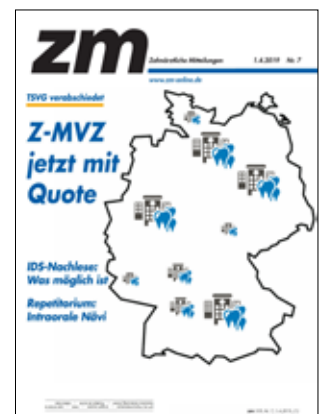 zm
Zahnärztliche Mitteilungen 1.4.2019 Nr. 7
www.zm-online.de
TSVG verabschiedet
Z-MVZ
jetzt mit
Quote
IDS-Nachlese:
Was möglich ist
Repetitorium:
Intraorale Nävi